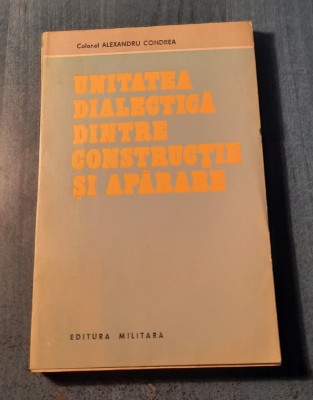 Colonel ALEXANDRU CONDREA
UNITATEA
DIALECTICĂ
DINTRE
CONSTRUCȚIE
ȘI APĂRARE
EDITURA MILITARĂ